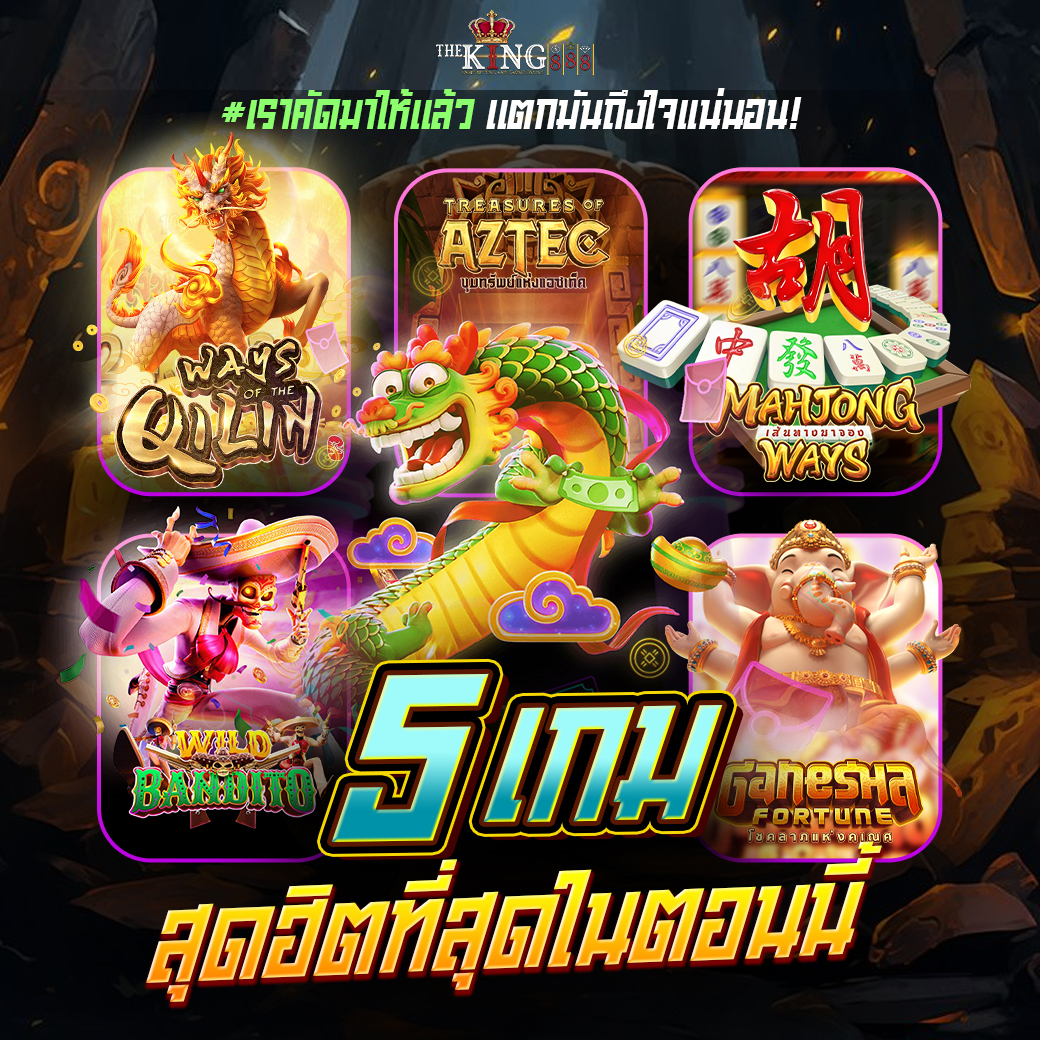 THE KING 888
#เราคัดมาให้แล้ว แตกมันถึงใจแน่นอน!
WAYS
OF THE
QILIN
TREASURES OF
AZTEC
ขุมทรัพย์แห่งแอซเท็ค
胡
中 發 八萬
MAHJONG
เส้นทางมาจอง
WAYS
WILD
BANDITO
GANESHA
FORTUNE
โชคลาภแห่งคเณศ
5 เกม
สุดฮิตที่สุดในตอนนี้